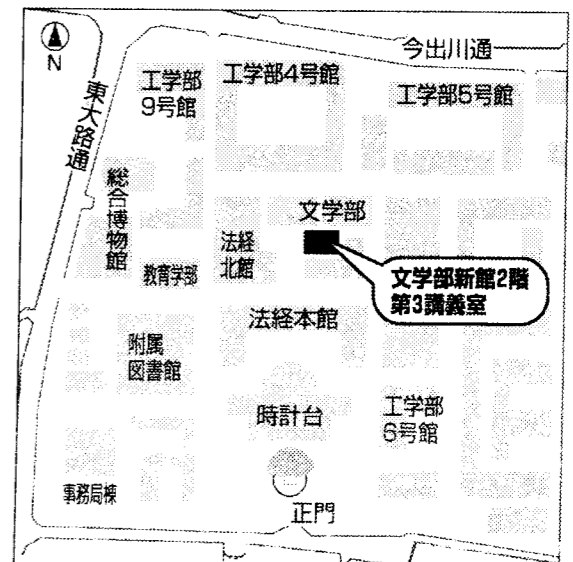 N
今出川通
東大路通
工学部
9号館
工学部4号館
工学部5号館
総合博物館
教育学部
法経
北館
文学部
文学部新館2階
第3講義室
法経本館
附属
図書館
時計台
工学部
6号館
事務局棟
正門